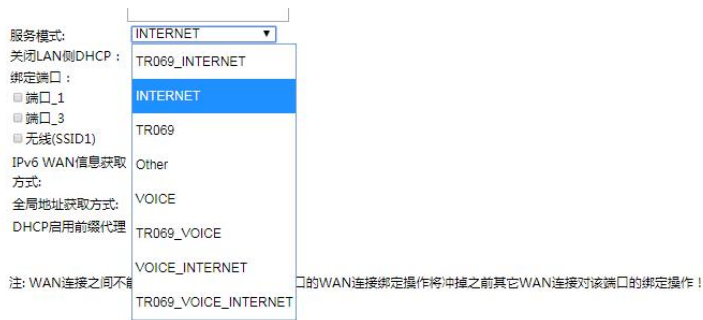 服务模式:
INTERNET
关闭LAN侧DHCP：
绑定端口：
端口_1
端口_3
无线(SSID1)
IPv6 WAN信息获取
方式:
全局地址获取方式:
DHCP启用前缀代理
TR069_INTERNET
INTERNET
TR069
Other
VOICE
TR069_VOICE
VOICE_INTERNET
TR069_VOICE_INTERNET
注: WAN连接之间不 口的WAN连接绑定操作将冲掉之前其它WAN连接对该端口的绑定操作！